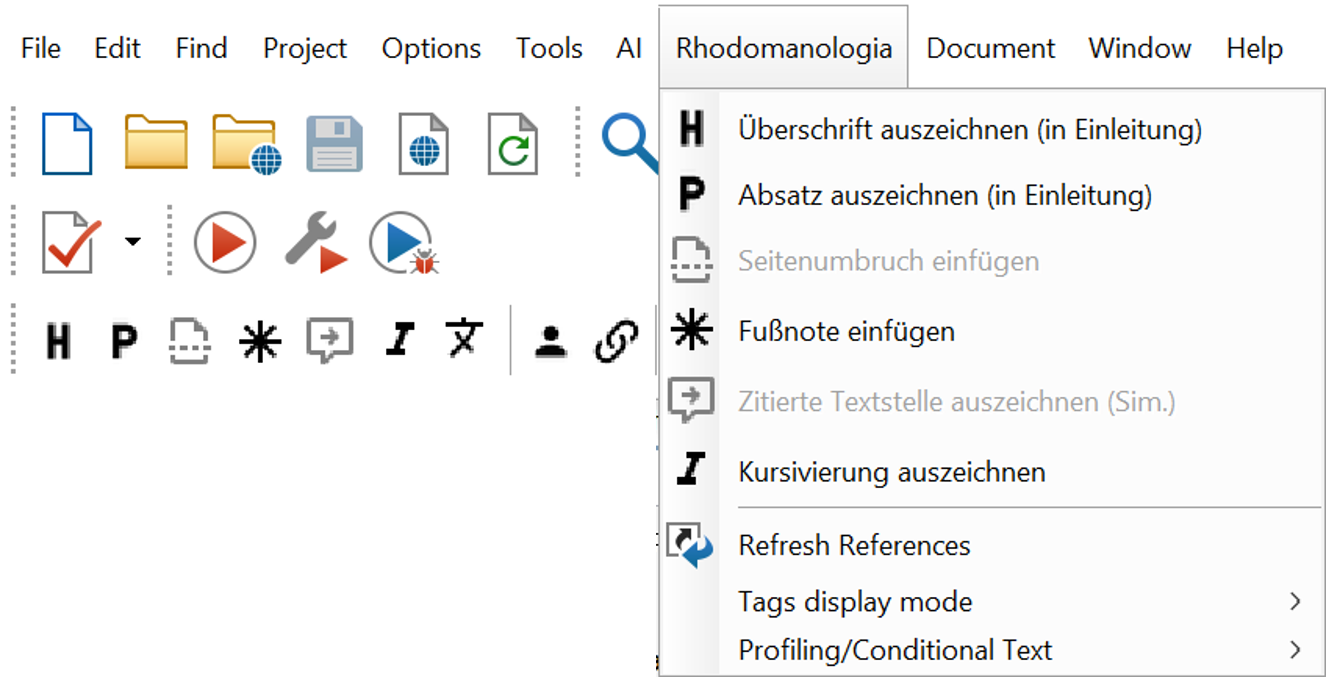 File Edit Find Project Options Tools AI Rhodomanologia Document Window Help
H Überschrift auszeichnen (in Einleitung)
P Absatz auszeichnen (in Einleitung)
Seitenumbruch einfügen
Fußnote einfügen
Zitierte Textstelle auszeichnen (Sim.)
I Kursivierung auszeichnen
Refresh References
Tags display mode
Profiling/Conditional Text
H P I 文